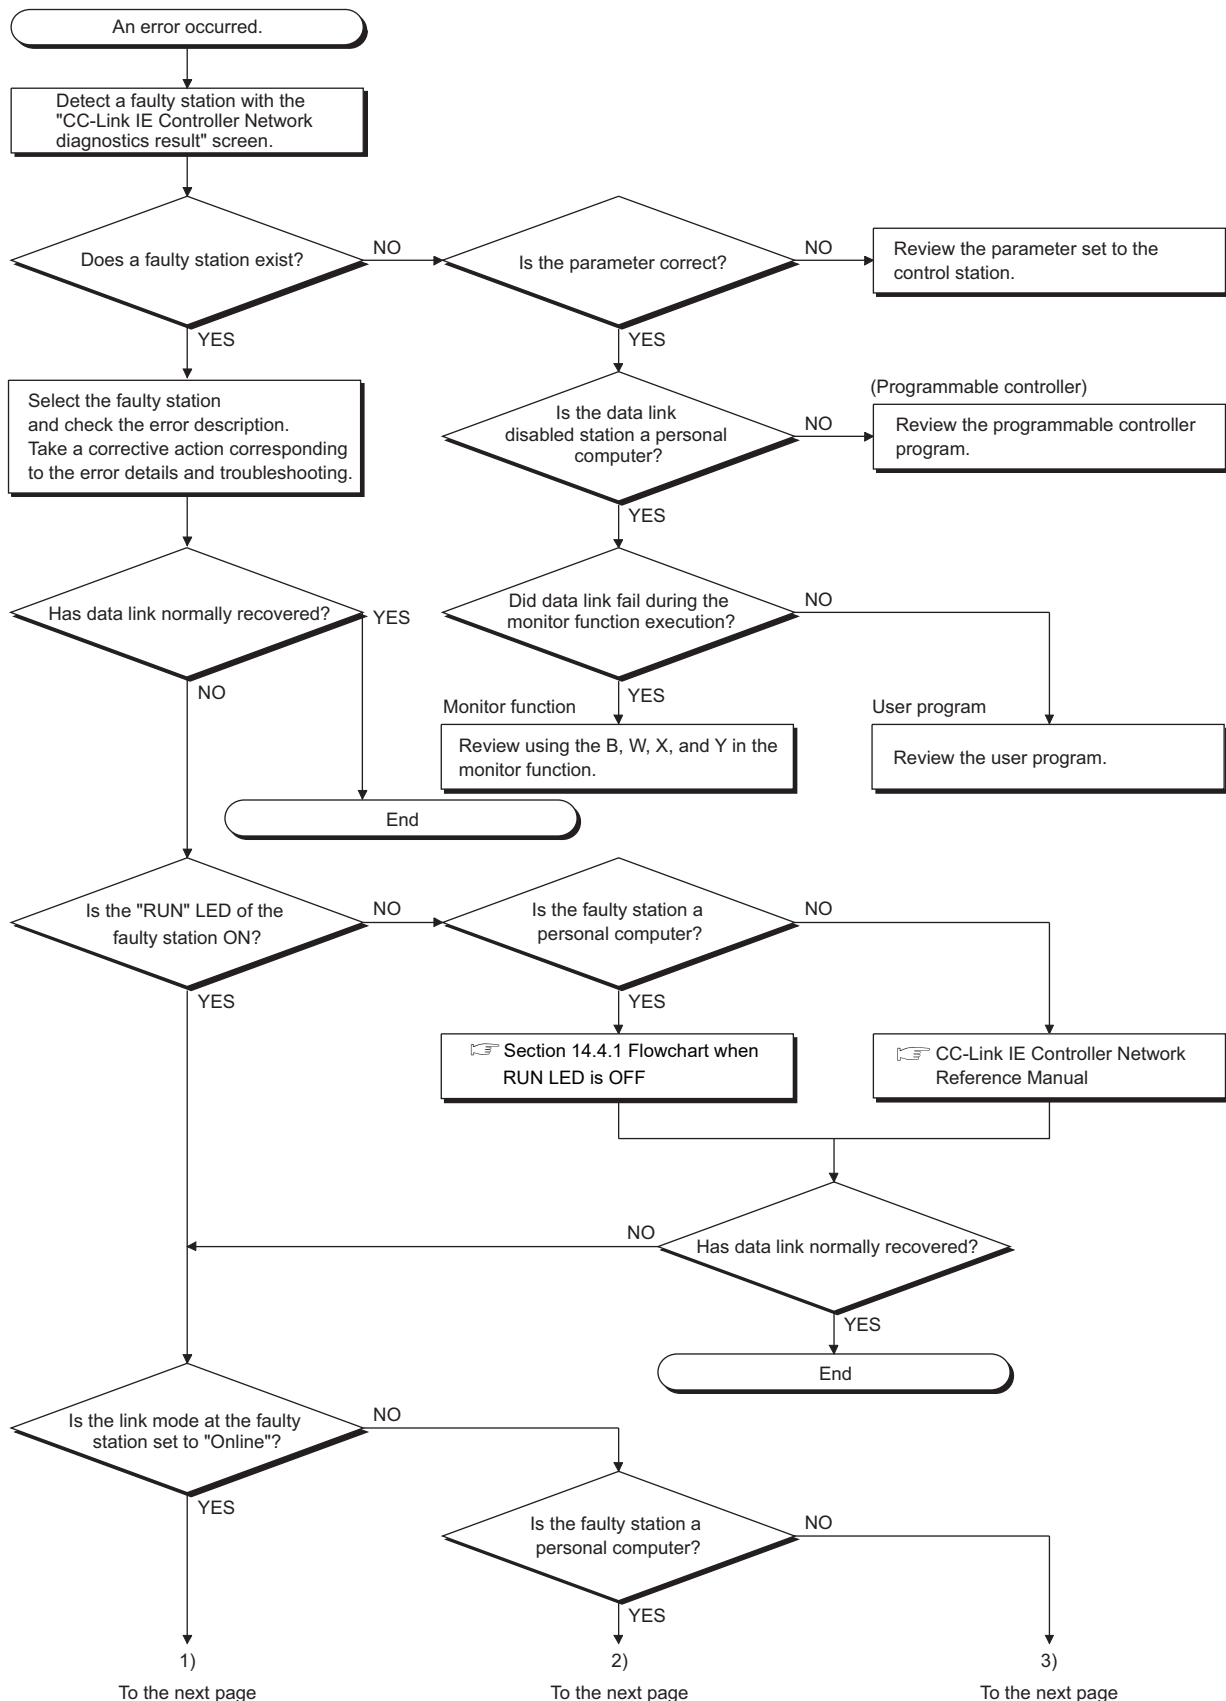 An error occurred.
Detect a faulty station with the
"CC-Link IE Controller Network
diagnostics result" screen.
Does a faulty station exist?
NO
YES
Is the parameter correct?
NO
YES
Review the parameter set to the
control station.
Select the faulty station
and check the error description.
Take a corrective action corresponding
to the error details and troubleshooting.
Is the data link
disabled station a personal
computer?
NO
YES
(Programmable controller)
Review the programmable controller
program.
Has data link normally recovered?
YES
NO
Did data link fail during the
monitor function execution?
NO
YES
Monitor function
Review using the B, W, X, and Y in the
monitor function.
User program
Review the user program.
End
Is the "RUN" LED of the
faulty station ON?
NO
YES
Is the faulty station a
personal computer?
NO
YES
☞ Section 14.4.1 Flowchart when
RUN LED is OFF
☞ CC-Link IE Controller Network
Reference Manual
Has data link normally recovered?
NO
YES
End
Is the link mode at the faulty
station set to "Online"?
NO
YES
Is the faulty station a
personal computer?
NO
YES
1)
To the next page
2)
To the next page
3)
To the next page